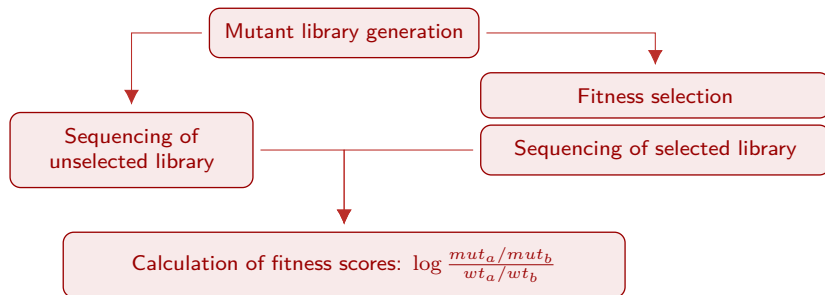 Mutant library generation
Fitness selection
Sequencing of
unselected library
Sequencing of selected library
Calculation of fitness scores: log \frac{mut_a/mut_b}{wt_a/wt_b}